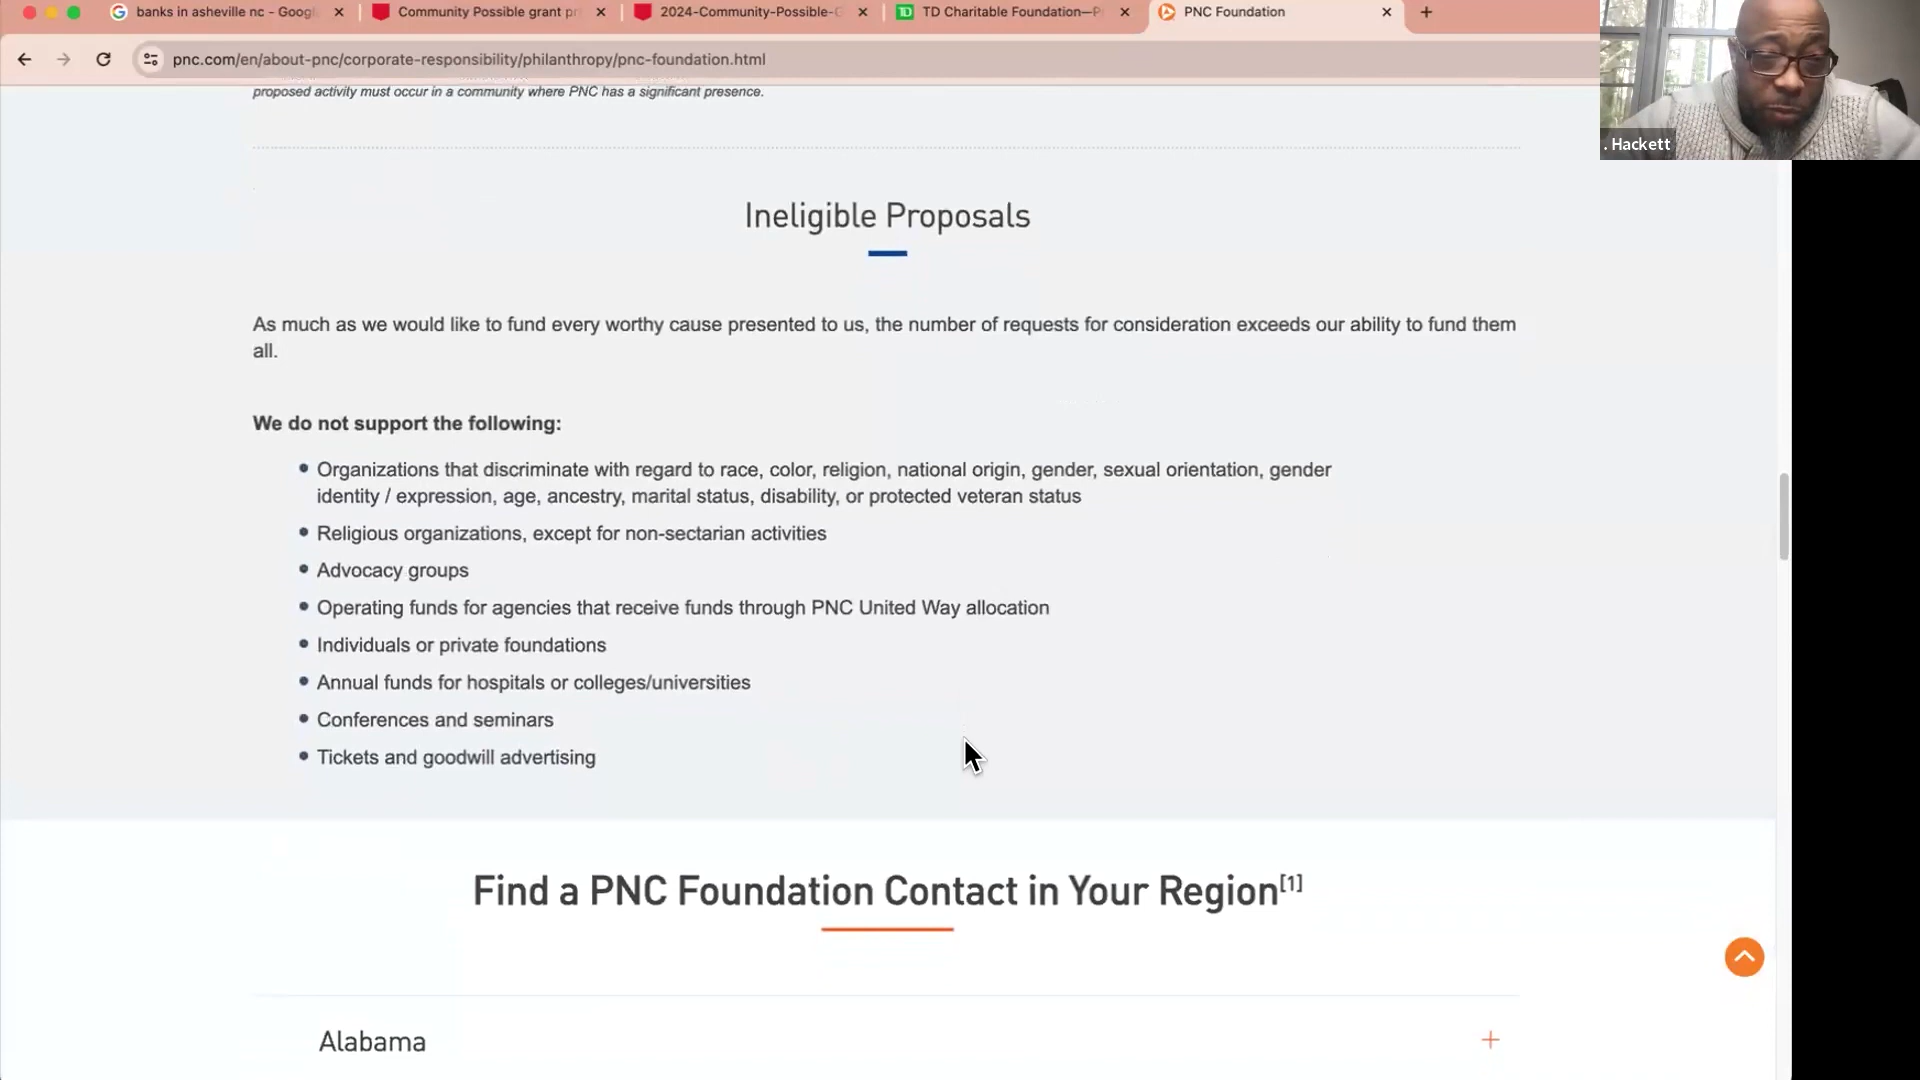 banks in asheville nc - Googl
Community Possible grant pr
2024-Community-Possible-G
TD Charitable Foundation—P
PNC Foundation
pnc.com/en/about-pnc/corporate-responsibility/philanthropy/pnc-foundation.html
. Hackett
proposed activity must occur in a community where PNC has a significant presence.
Ineligible Proposals
As much as we would like to fund every worthy cause presented to us, the number of requests for consideration exceeds our ability to fund them
all.
We do not support the following:
Organizations that discriminate with regard to race, color, religion, national origin, gender, sexual orientation, gender
identity / expression, age, ancestry, marital status, disability, or protected veteran status
Religious organizations, except for non-sectarian activities
Advocacy groups
Operating funds for agencies that receive funds through PNC United Way allocation
Individuals or private foundations
Annual funds for hospitals or colleges/universities
Conferences and seminars
Tickets and goodwill advertising
Find a PNC Foundation Contact in Your Region[1]
Alabama